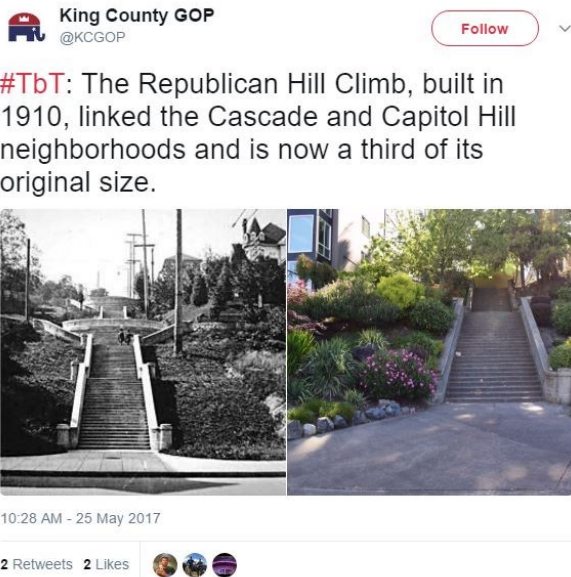 King County GOP
@KCGOP
Follow
#TbT: The Republican Hill Climb, built in
1910, linked the Cascade and Capitol Hill
neighborhoods and is now a third of its
original size.
10:28 AM - 25 May 2017
2 Retweets 2 Likes